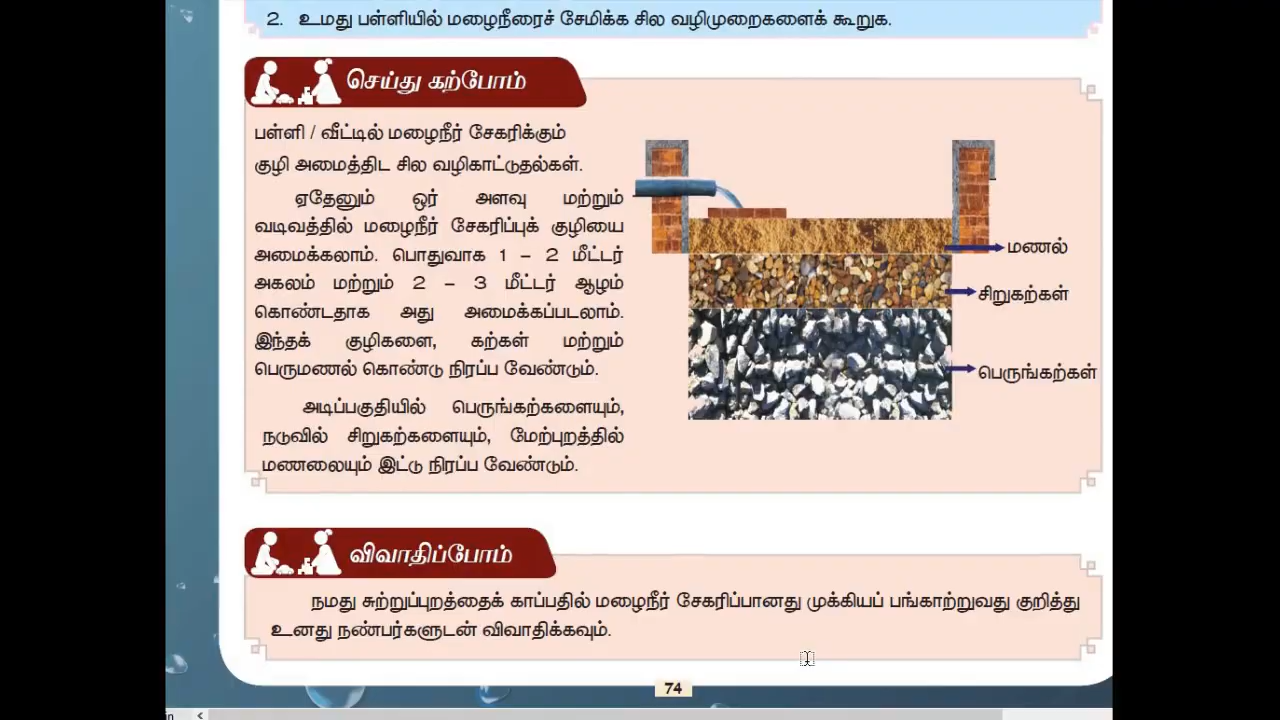 2. உமது பள்ளியில் மழைநீரைச் சேமிக்க சில வழிமுறைகளைக் கூறுக.
செய்து கற்போம்
பள்ளி / வீட்டில் மழைநீர் சேகரிக்கும்
குழி அமைத்திட சில வழிகாட்டுதல்கள்.
ஏதேனும் ஓர் அளவு மற்றும்
வடிவத்தில் மழைநீர் சேகரிப்புக் குழியை
அமைக்கலாம். பொதுவாக 1 – 2 மீட்டர்
அகலம் மற்றும் 2 – 3 மீட்டர் ஆழம்
கொண்டதாக அது அமைக்கப்படலாம்.
இந்தக் குழிகளை, கற்கள் மற்றும்
பெருமணல் கொண்டு நிரப்ப வேண்டும்.
அடிப்பகுதியில் பெருங்கற்களையும்,
நடுவில் சிறுகற்களையும், மேற்புறத்தில்
மணலையும் இட்டு நிரப்ப வேண்டும்.
மணல்
சிறுகற்கள்
பெருங்கற்கள்
விவாதிப்போம்
நமது சுற்றுப்புறத்தைக் காப்பதில் மழைநீர் சேகரிப்பானது முக்கியப் பங்காற்றுவது குறித்து
உனது நண்பர்களுடன் விவாதிக்கவும்.
74